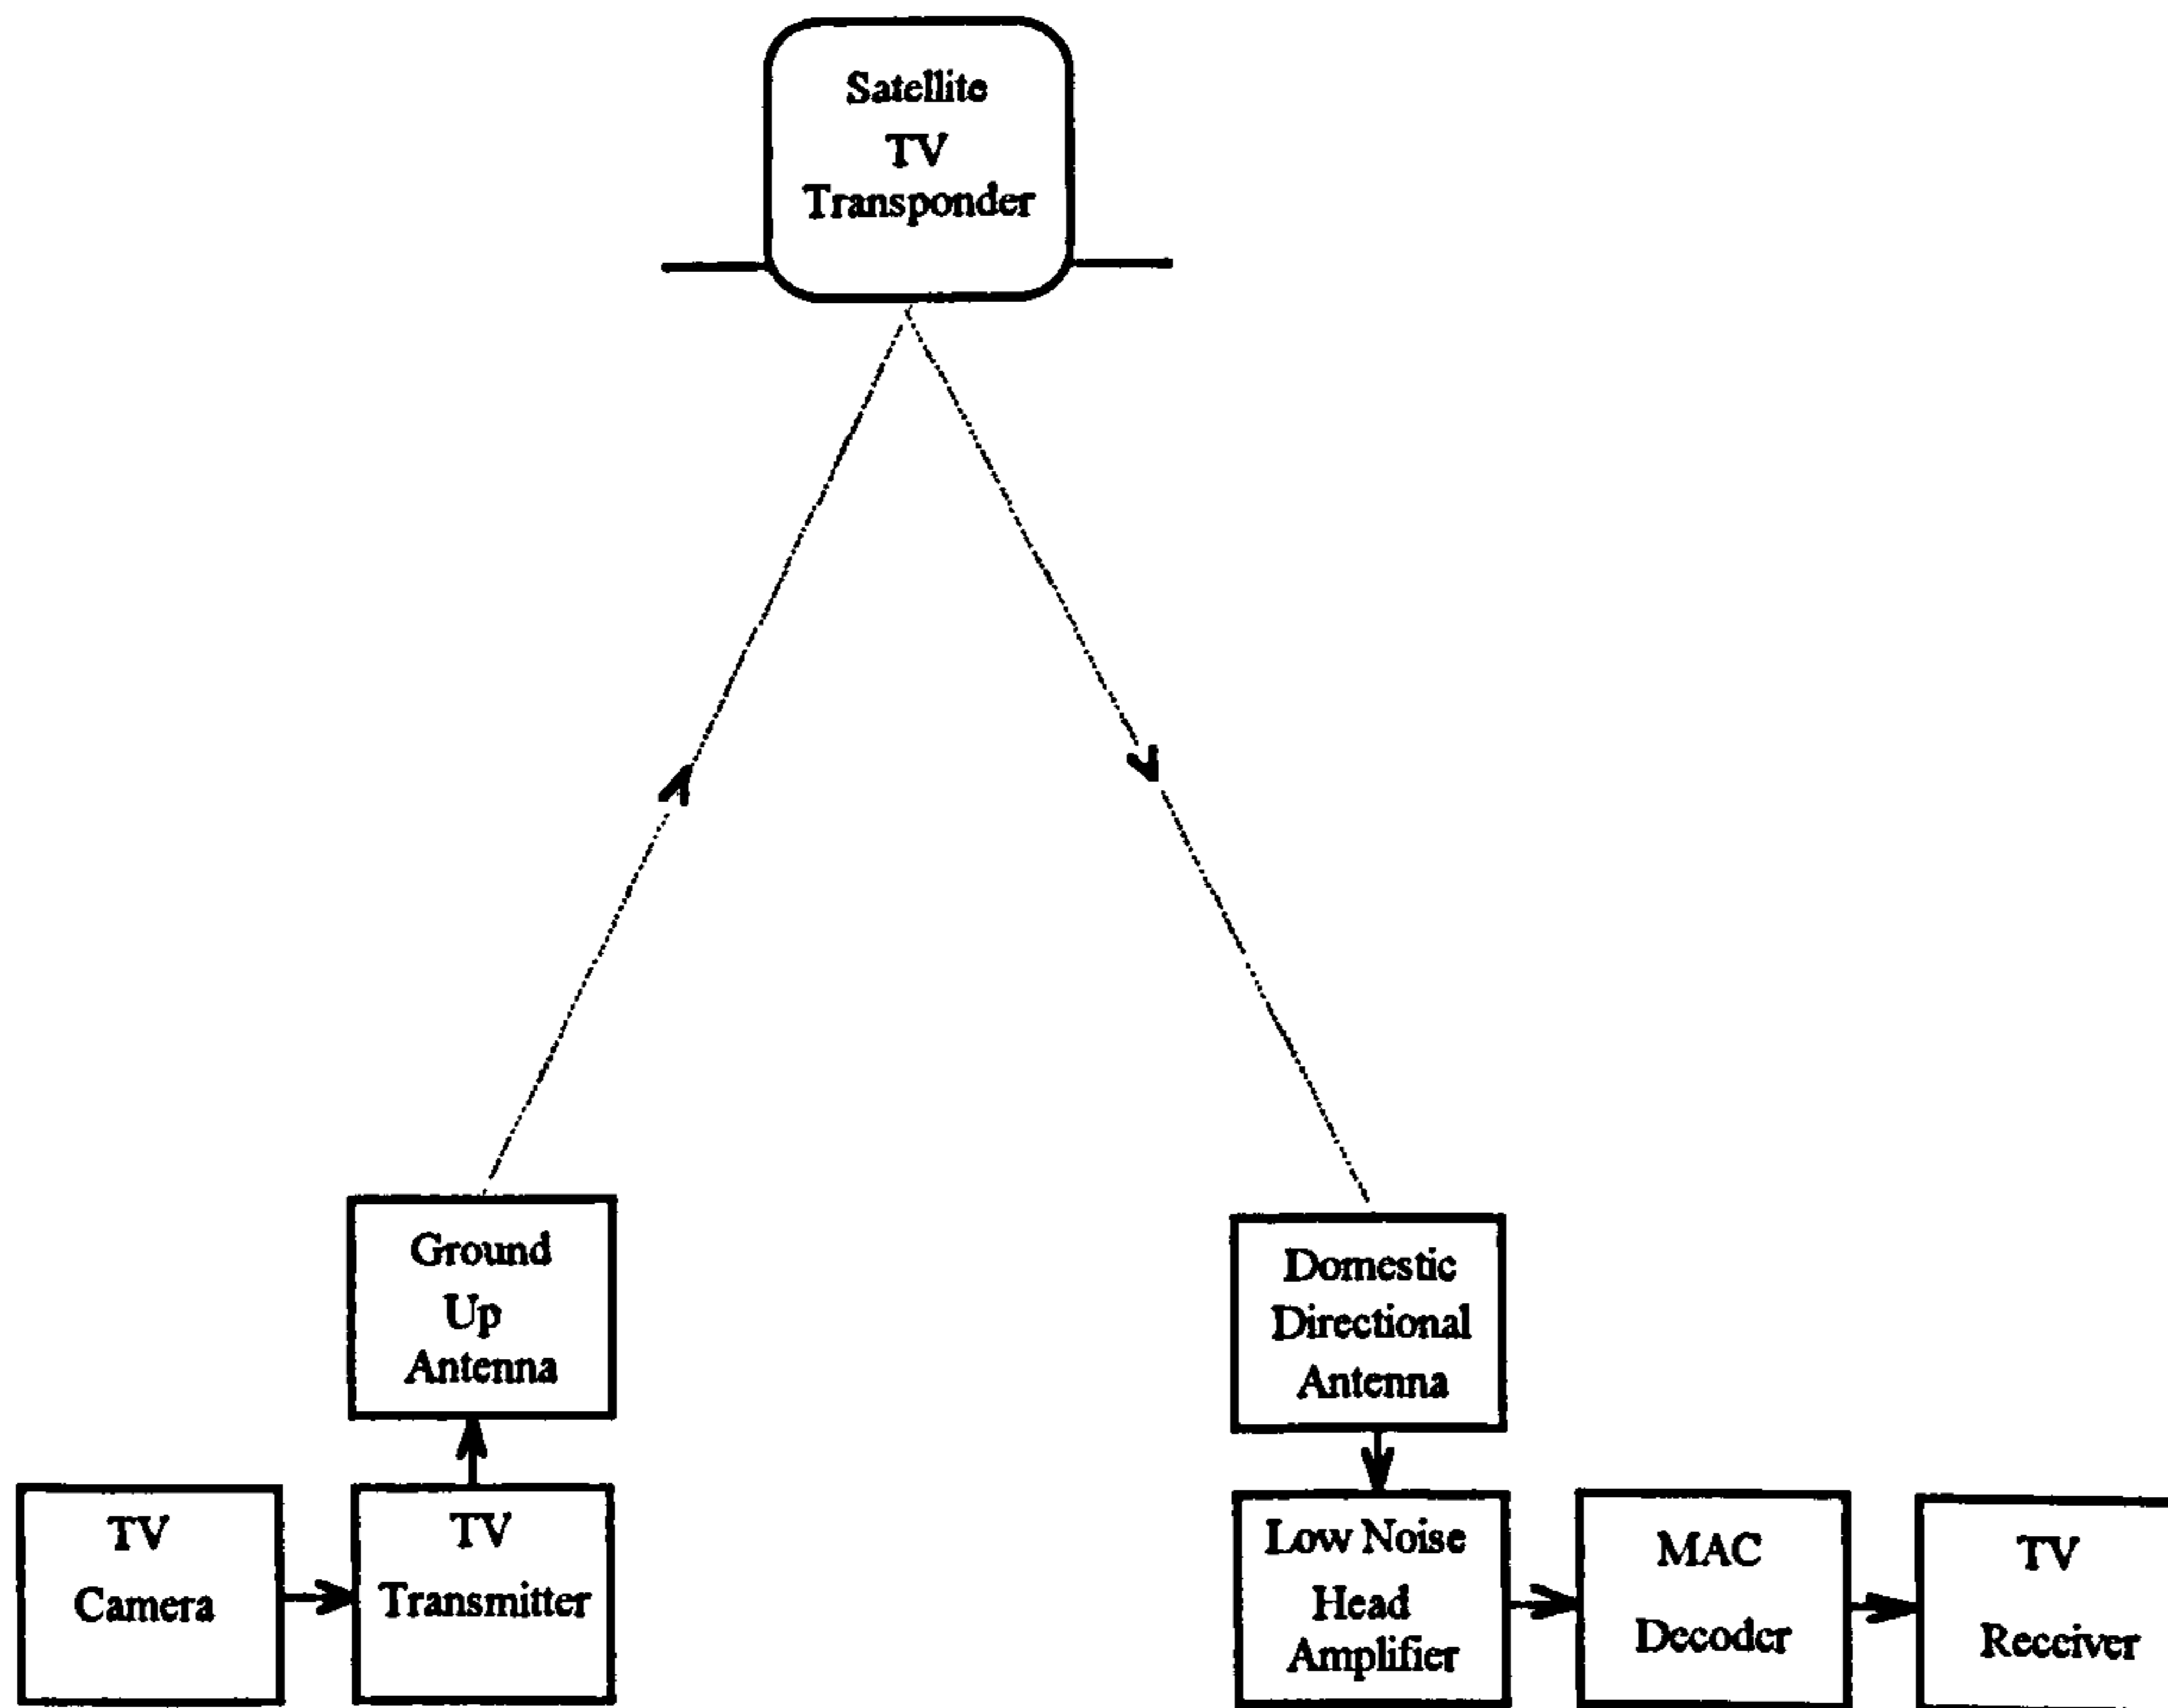 Satellite
TV
Transponder
Ground
Up
Antenna
Domestic
Directional
Antenna
TV
Camera
TV
Transmitter
Low Noise
Head
Amplifier
MAC
Decoder
TV
Receiver